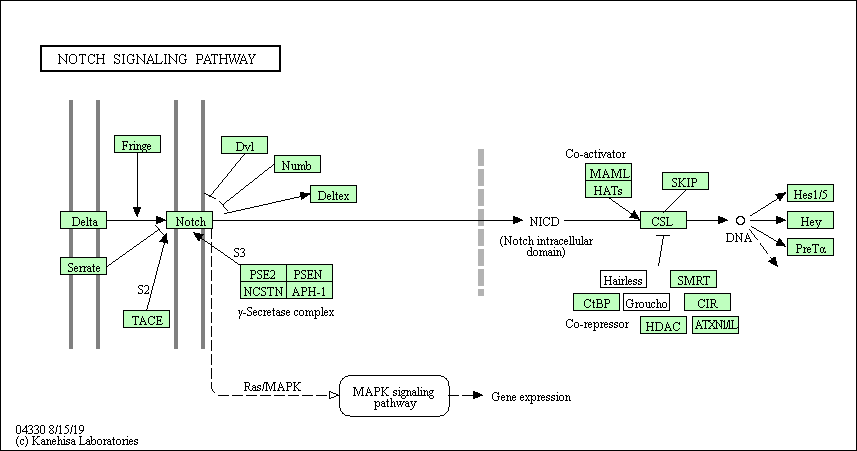 NOTCH SIGNALING PATHWAY
Fringe
Dvl
Numb
Deltex
Delta
Notch
Serrate
S2
TACE
S3
PSE2
PSEN
NCSTN
APH-1
γ-Secretase complex
NICD
(Notch intracellular
domain)
Co-activator
MAML
HATs
SKIP
CSL
DNA
Hes1/5
Hey
PreTα
Hairless
SMRT
CtBP
Groucho
CIR
Co-repressor
HDAC
ATXN1/L
Ras/MAPK
MAPK signaling
pathway
Gene expression
04330 8/15/19
(c) Kanehisa Laboratories